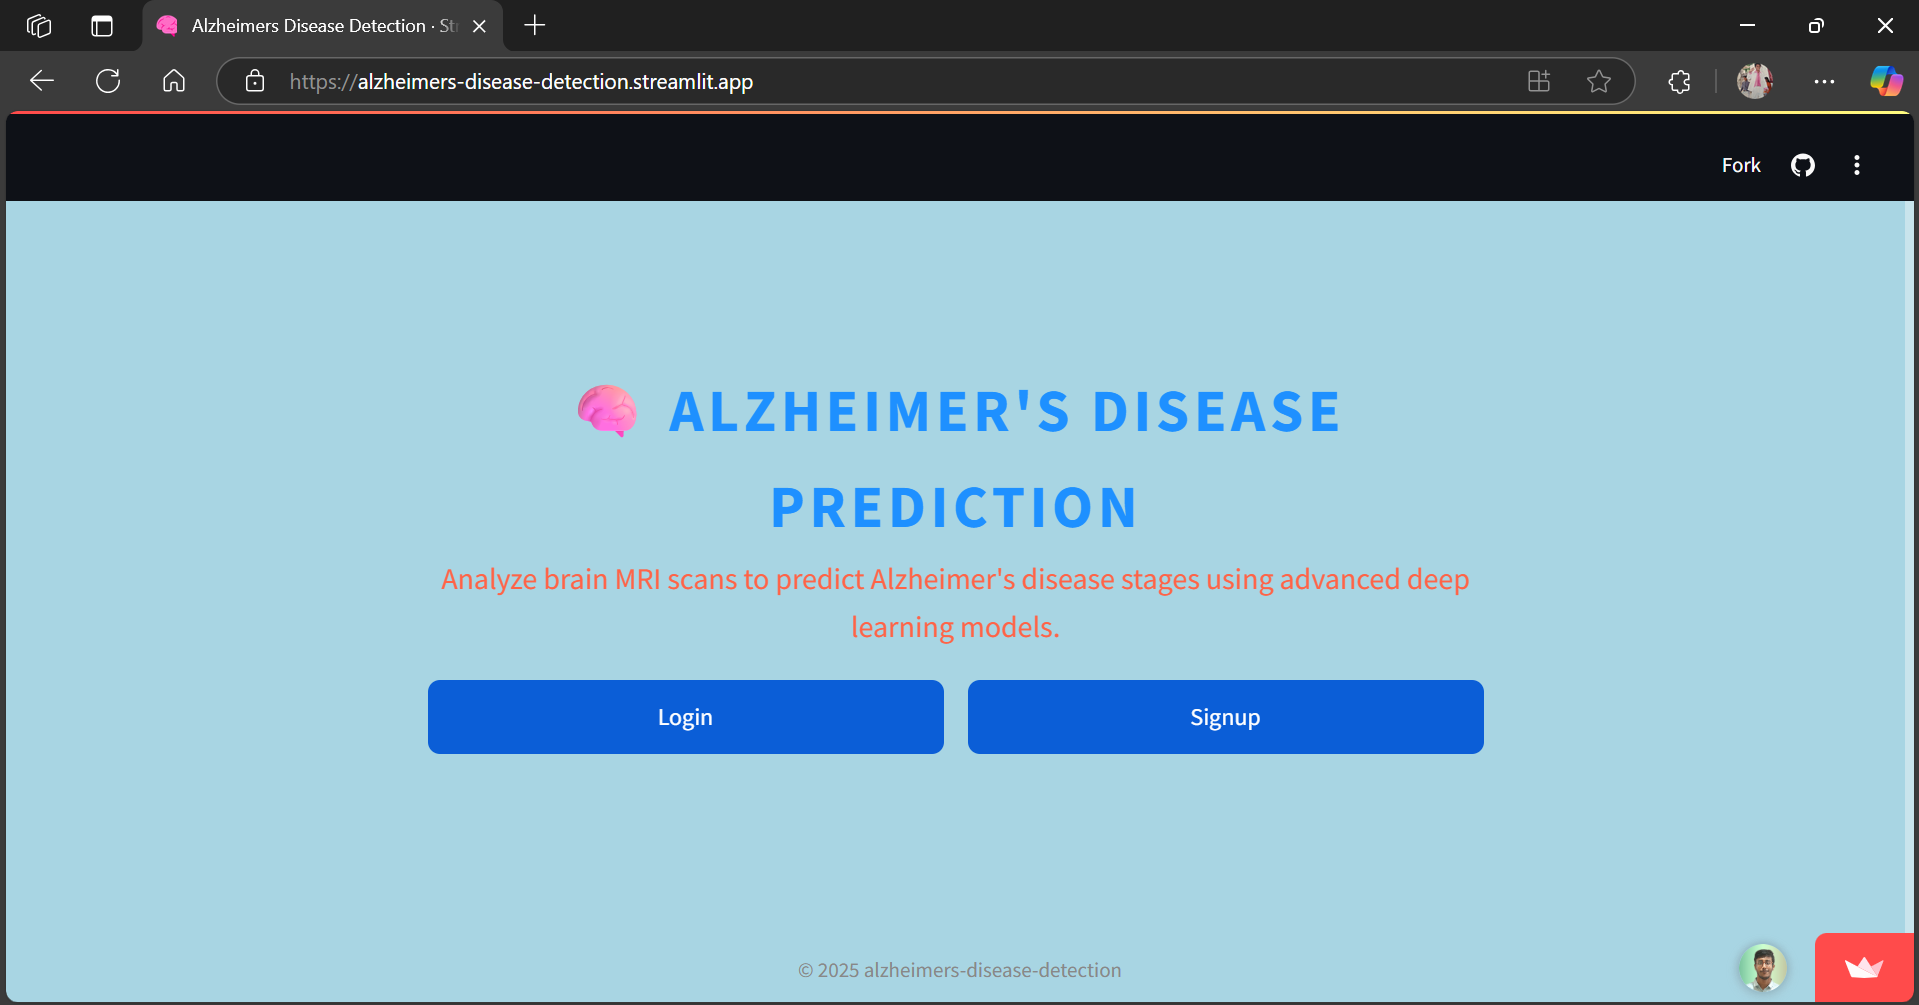 Alzheimers Disease Detection · St
https://alzheimers-disease-detection.streamlit.app
Fork
ALZHEIMER'S DISEASE
PREDICTION
Analyze brain MRI scans to predict Alzheimer's disease stages using advanced deep
learning models.
Login
Signup
© 2025 alzheimers-disease-detection